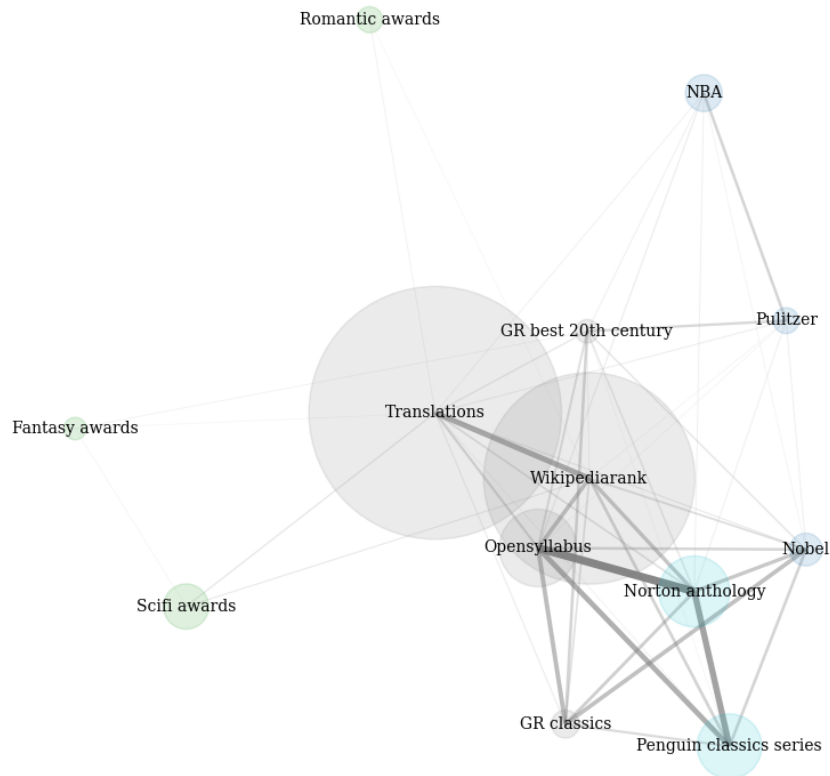 Romantic awards
NBA
Pulitzer
GR best 20th century
Translations
Fantasy awards
Wikipediarank
Opensyllabus
Nobel
Norton anthology
Scifi awards
GR classics
Penguin classics series